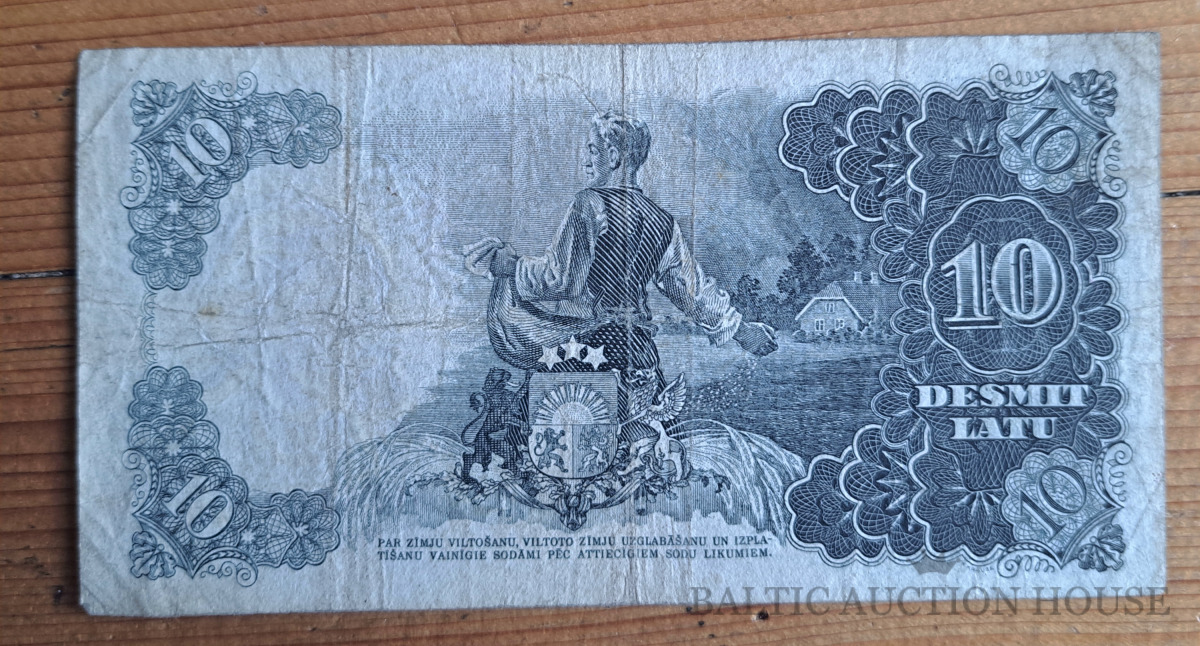 10
10
10
DESMIT
LATU
10
10
PAR ZĪMJU VILTOŠANU, VILTOTO ZĪMJU UZGLABĀŠANU UN IZPLA-
TĪŠANU VAINĪGIE SODĀMI PĒC ATTIECĪGIEM SODU LIKUMIEM.
BALTIC AUCTION HOUSE